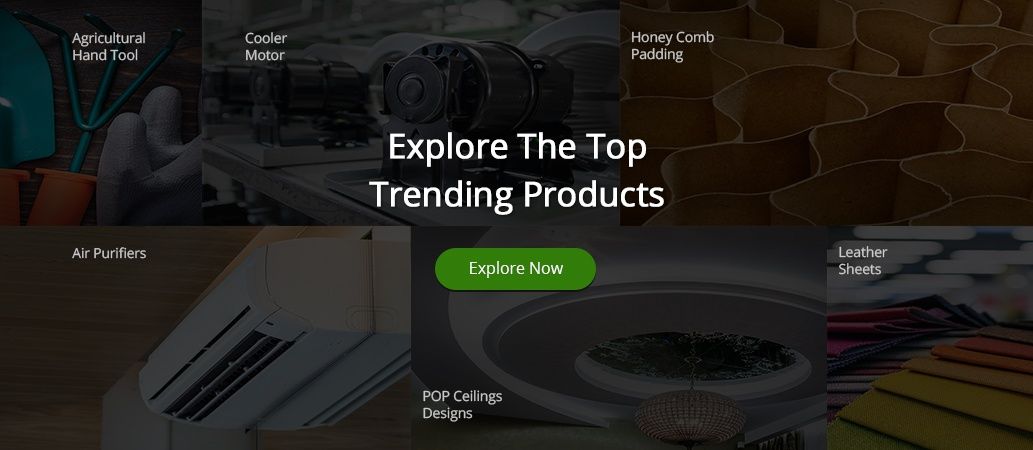 Agricultural
Hand Tool
Cooler
Motor
Honey Comb
Padding
Explore The Top
Trending Products
Air Purifiers
Explore Now
Leather
Sheets
POP Ceilings
Designs